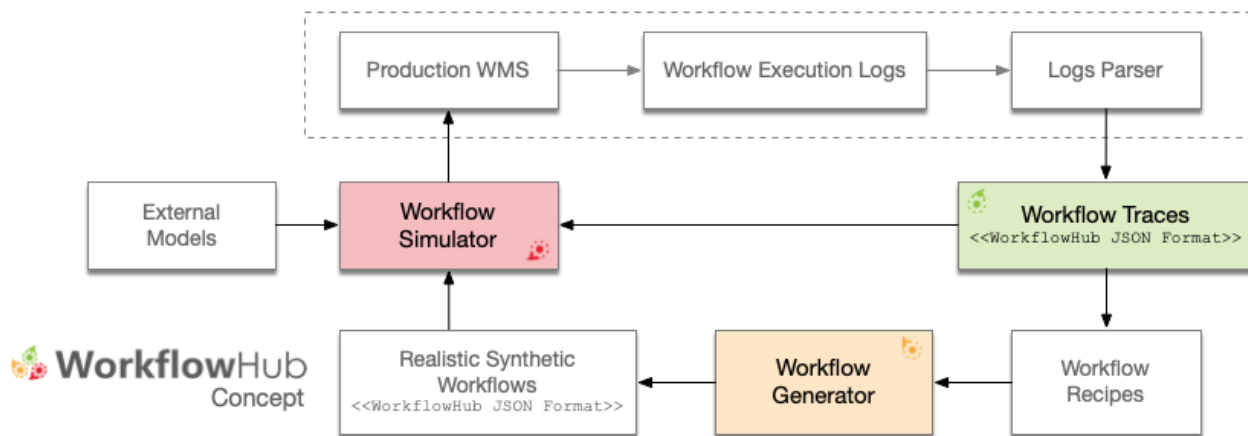 Production WMS
Workflow Execution Logs
Logs Parser
External
Models
Workflow
Simulator
Workflow Traces
<<WorkflowHub JSON Format>>
WorkflowHub
Concept
Realistic Synthetic
Workflows
<<WorkflowHub JSON Format>>
Workflow
Generator
Workflow
Recipes